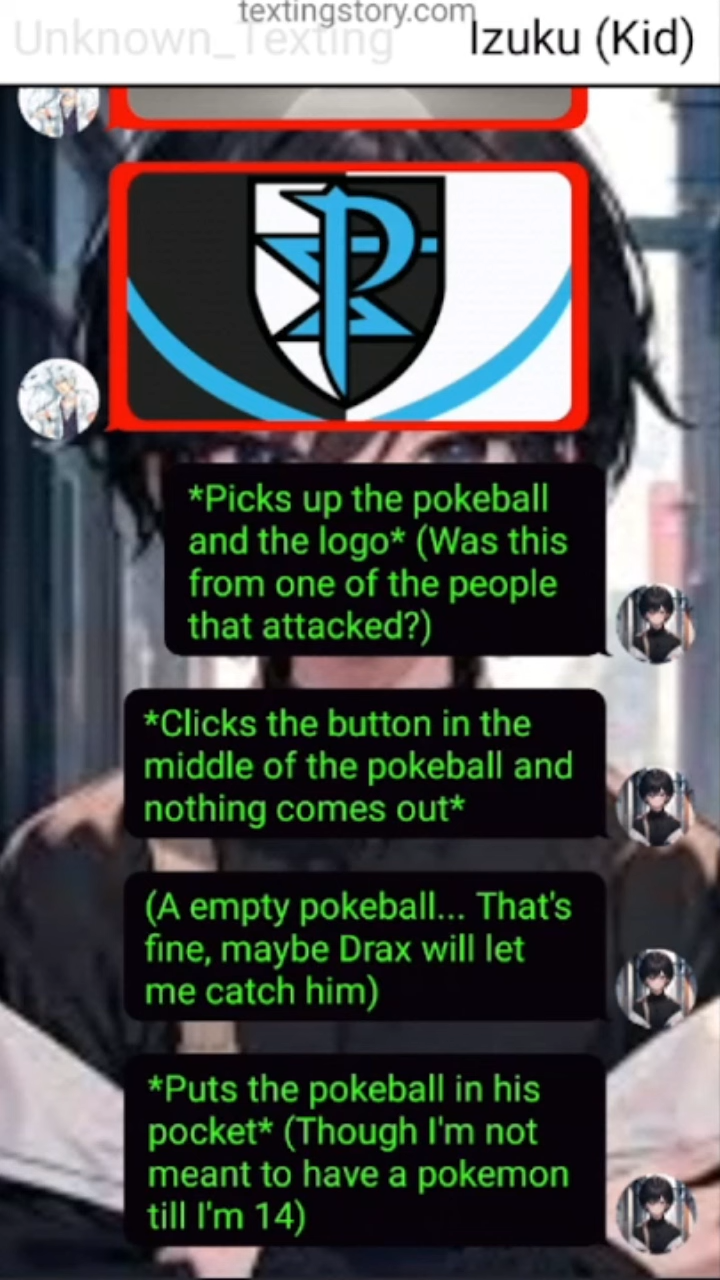 textingstory.com
Unknown_Texting
Izuku (Kid)
*Picks up the pokeball
and the logo* (Was this
from one of the people
that attacked?)
*Clicks the button in the
middle of the pokeball and
nothing comes out*
(A empty pokeball... That's
fine, maybe Drax will let
me catch him)
*Puts the pokeball in his
pocket* (Though I'm not
meant to have a pokemon
till I'm 14)